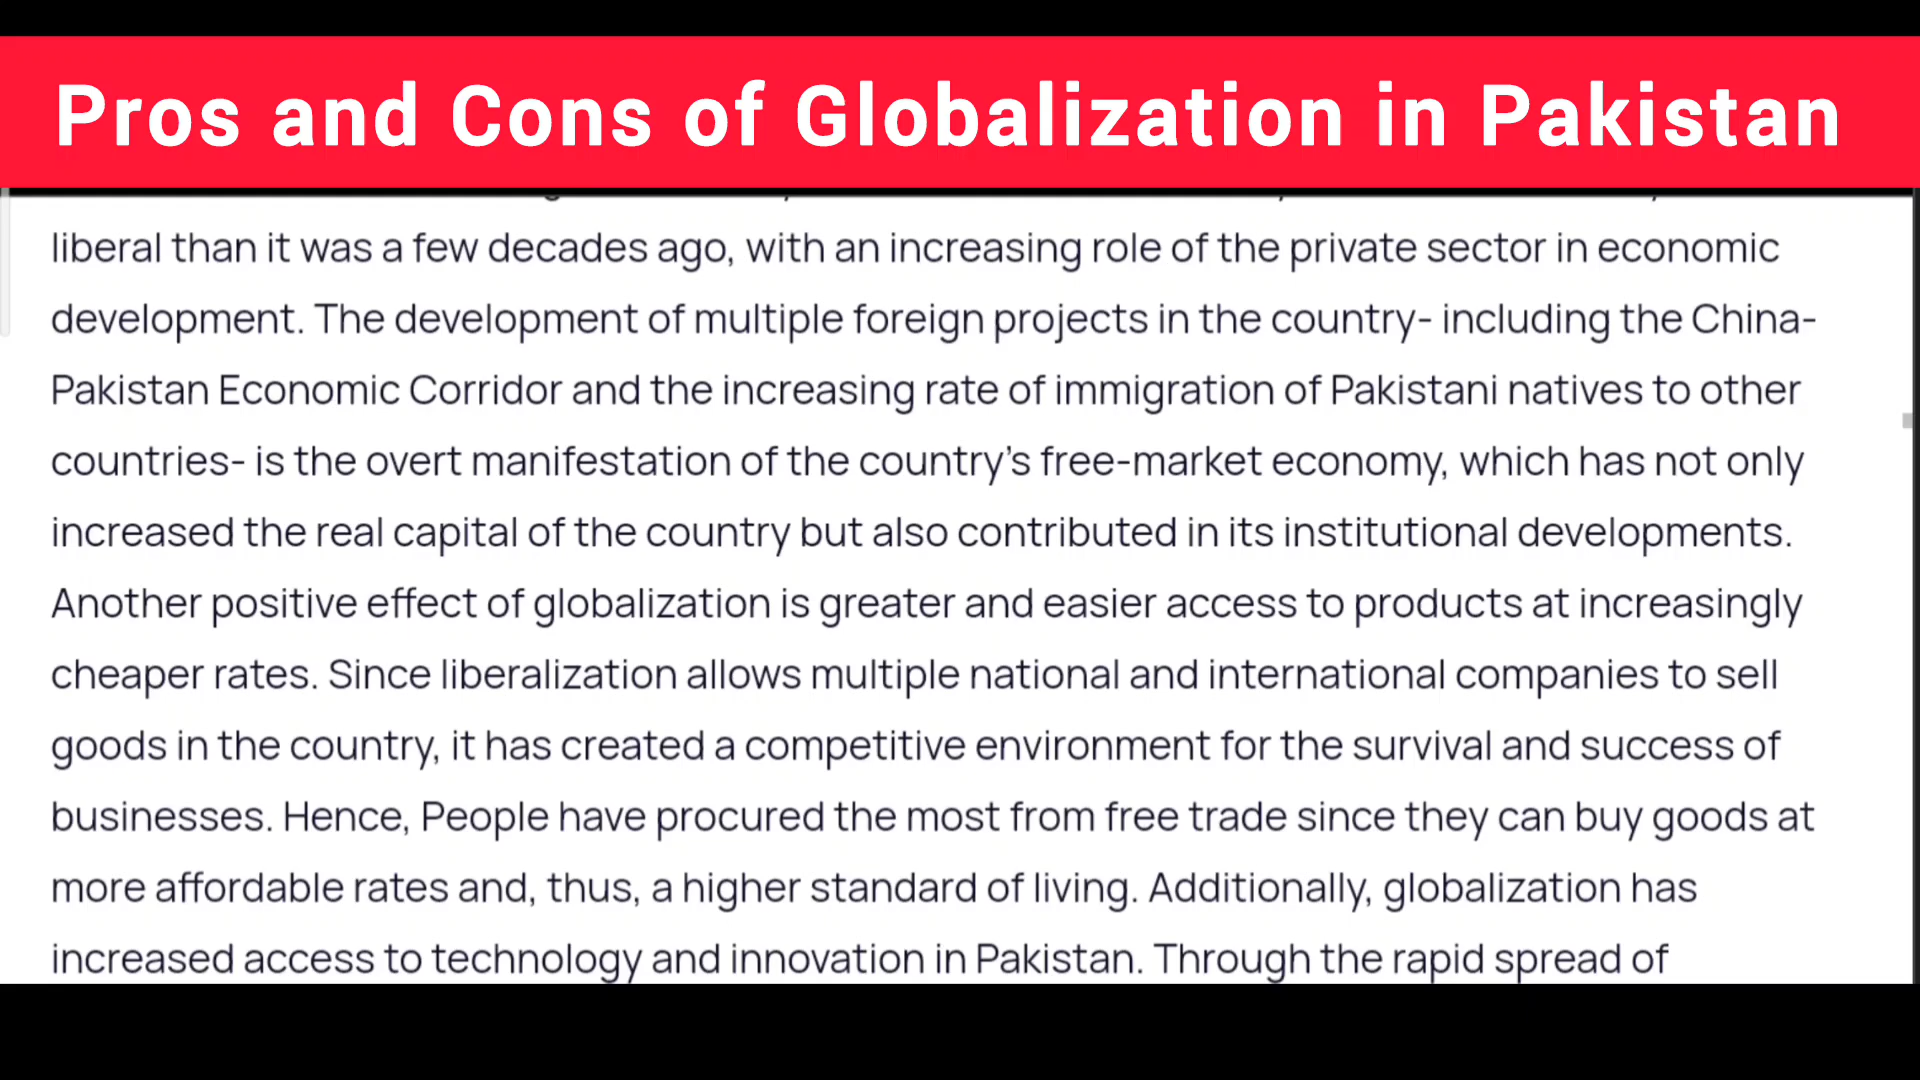 Pros and Cons of Globalization in Pakistan
liberal than it was a few decades ago, with an increasing role of the private sector in economic
development. The development of multiple foreign projects in the country- including the China-
Pakistan Economic Corridor and the increasing rate of immigration of Pakistani natives to other
countries- is the overt manifestation of the country’s free-market economy, which has not only
increased the real capital of the country but also contributed in its institutional developments.
Another positive effect of globalization is greater and easier access to products at increasingly
cheaper rates. Since liberalization allows multiple national and international companies to sell
goods in the country, it has created a competitive environment for the survival and success of
businesses. Hence, People have procured the most from free trade since they can buy goods at
more affordable rates and, thus, a higher standard of living. Additionally, globalization has
increased access to technology and innovation in Pakistan. Through the rapid spread of